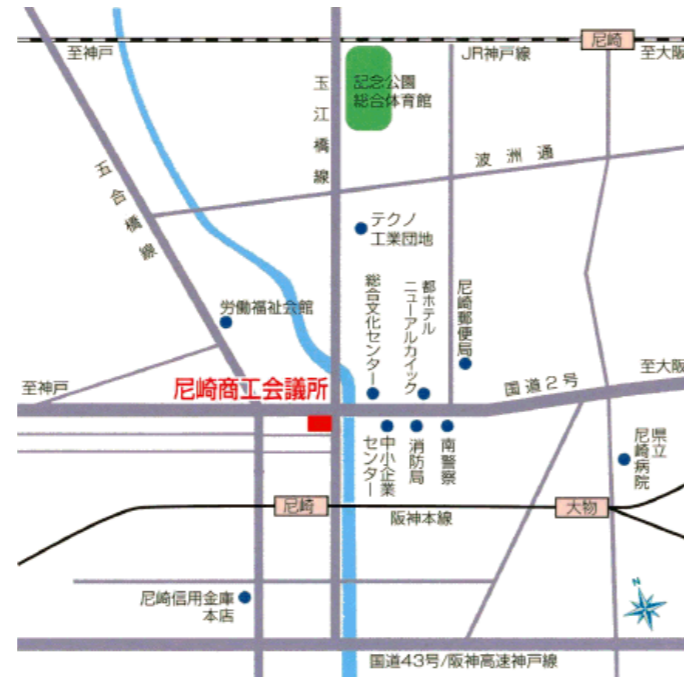 尼崎
至神戸
JR神戸線
至大阪
記念公園
総合体育館
玉江橋線
波洲通
五合橋線
テクノ
工業団地
労働福祉会館
総合文化センター
都ホテル
ニューアルカイック
尼崎郵便局
至神戸
尼崎商工会議所
国道2号
至大阪
中小企業
センター
消防局
南警察
県立
尼崎病院
尼崎
阪神本線
大物
N
尼崎信用金庫
本店
国道43号/阪神高速神戸線